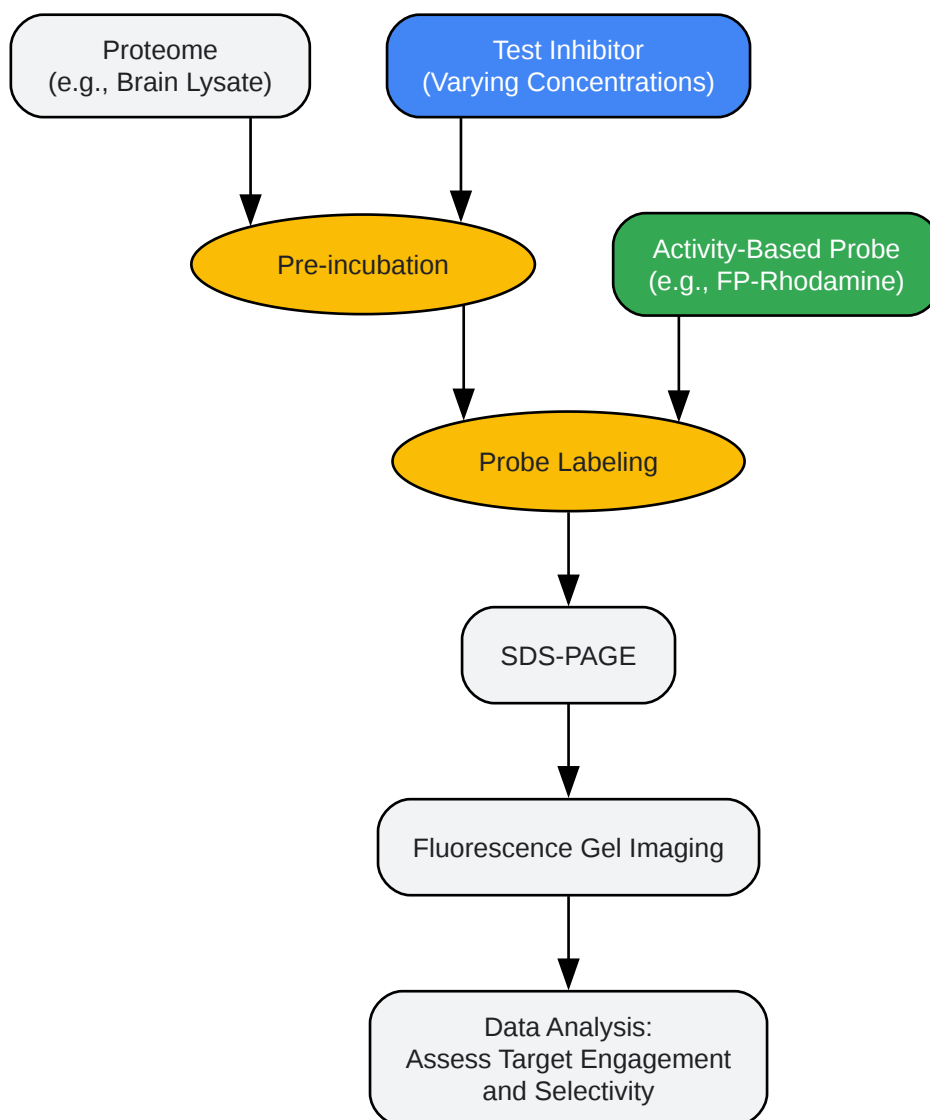 Proteome
(e.g., Brain Lysate)
Test Inhibitor
(Varying Concentrations)
Pre-incubation
Activity-Based Probe
(e.g., FP-Rhodamine)
Probe Labeling
SDS-PAGE
Fluorescence Gel Imaging
Data Analysis:
Assess Target Engagement
and Selectivity